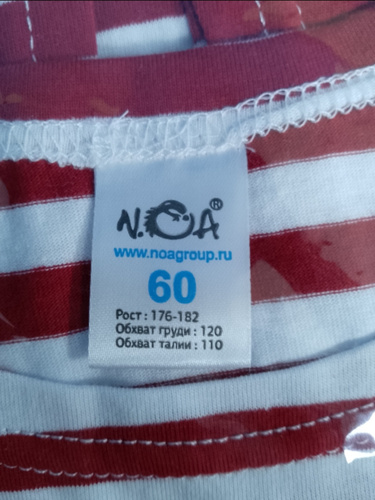 N.OA®
www.noagroup.ru
60
Рост : 176-182
Обхват груди : 120
Обхват талии : 110